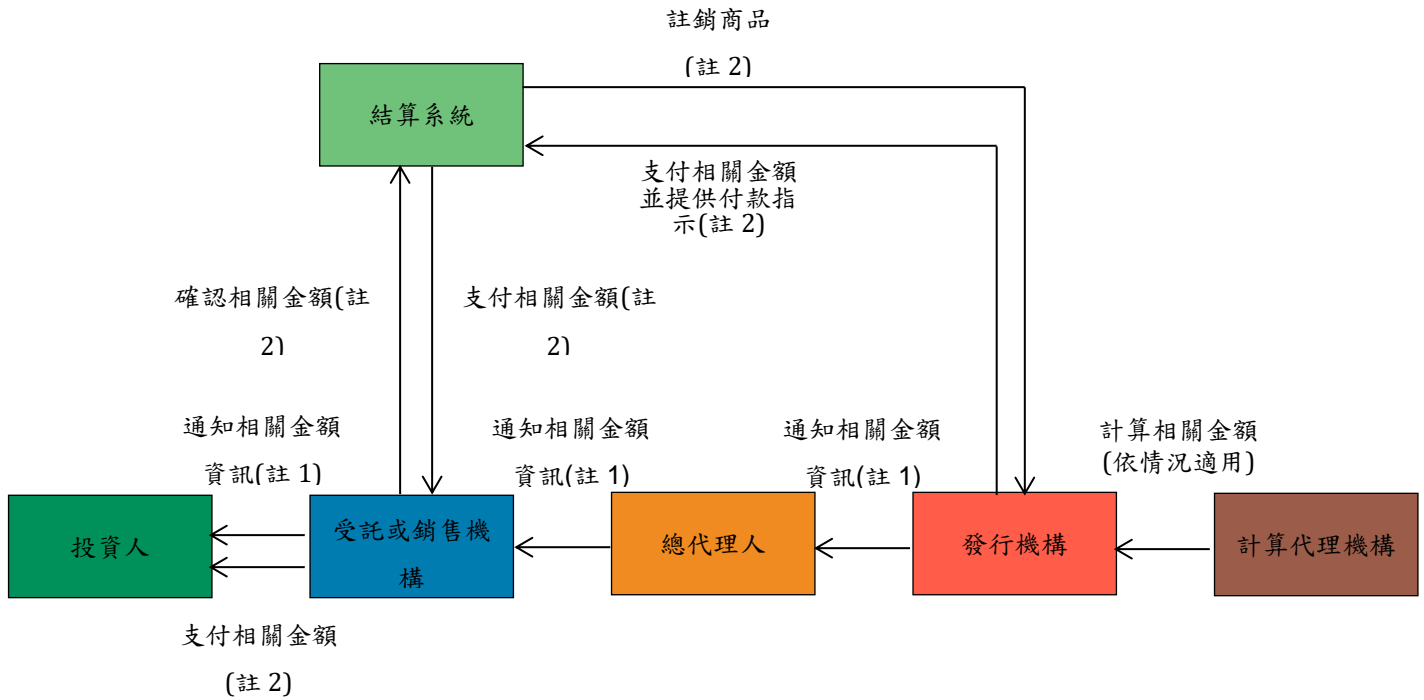 註銷商品
(註 2)
結算系統
支付相關金額
並提供付款指
示(註 2)
確認相關金額(註
2)
支付相關金額(註
2)
通知相關金額
資訊(註 1)
通知相關金額
資訊(註 1)
通知相關金額
資訊(註 1)
計算相關金額
(依情況適用)
投資人
受託或銷售機
構
總代理人
發行機構
計算代理機構
支付相關金額
(註 2)